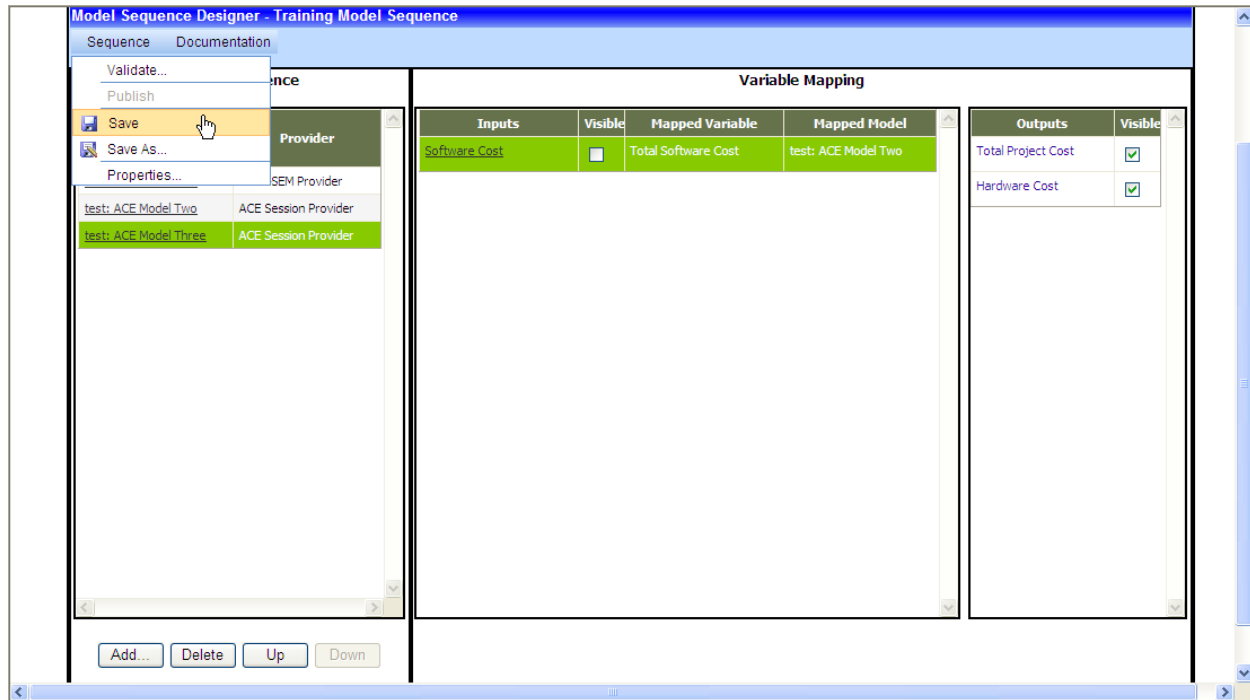 Model Sequence Designer - Training Model Sequence
Sequence Documentation
Validate...
Publish
Save
Save As...
Properties...
Provider
SEM Provider
test: ACE Model Two ACE Session Provider
test: ACE Model Three ACE Session Provider
Add... Delete Up Down
Variable Mapping
Inputs Visible Mapped Variable Mapped Model
Software Cost Total Software Cost test: ACE Model Two
Outputs Visible
Total Project Cost
Hardware Cost